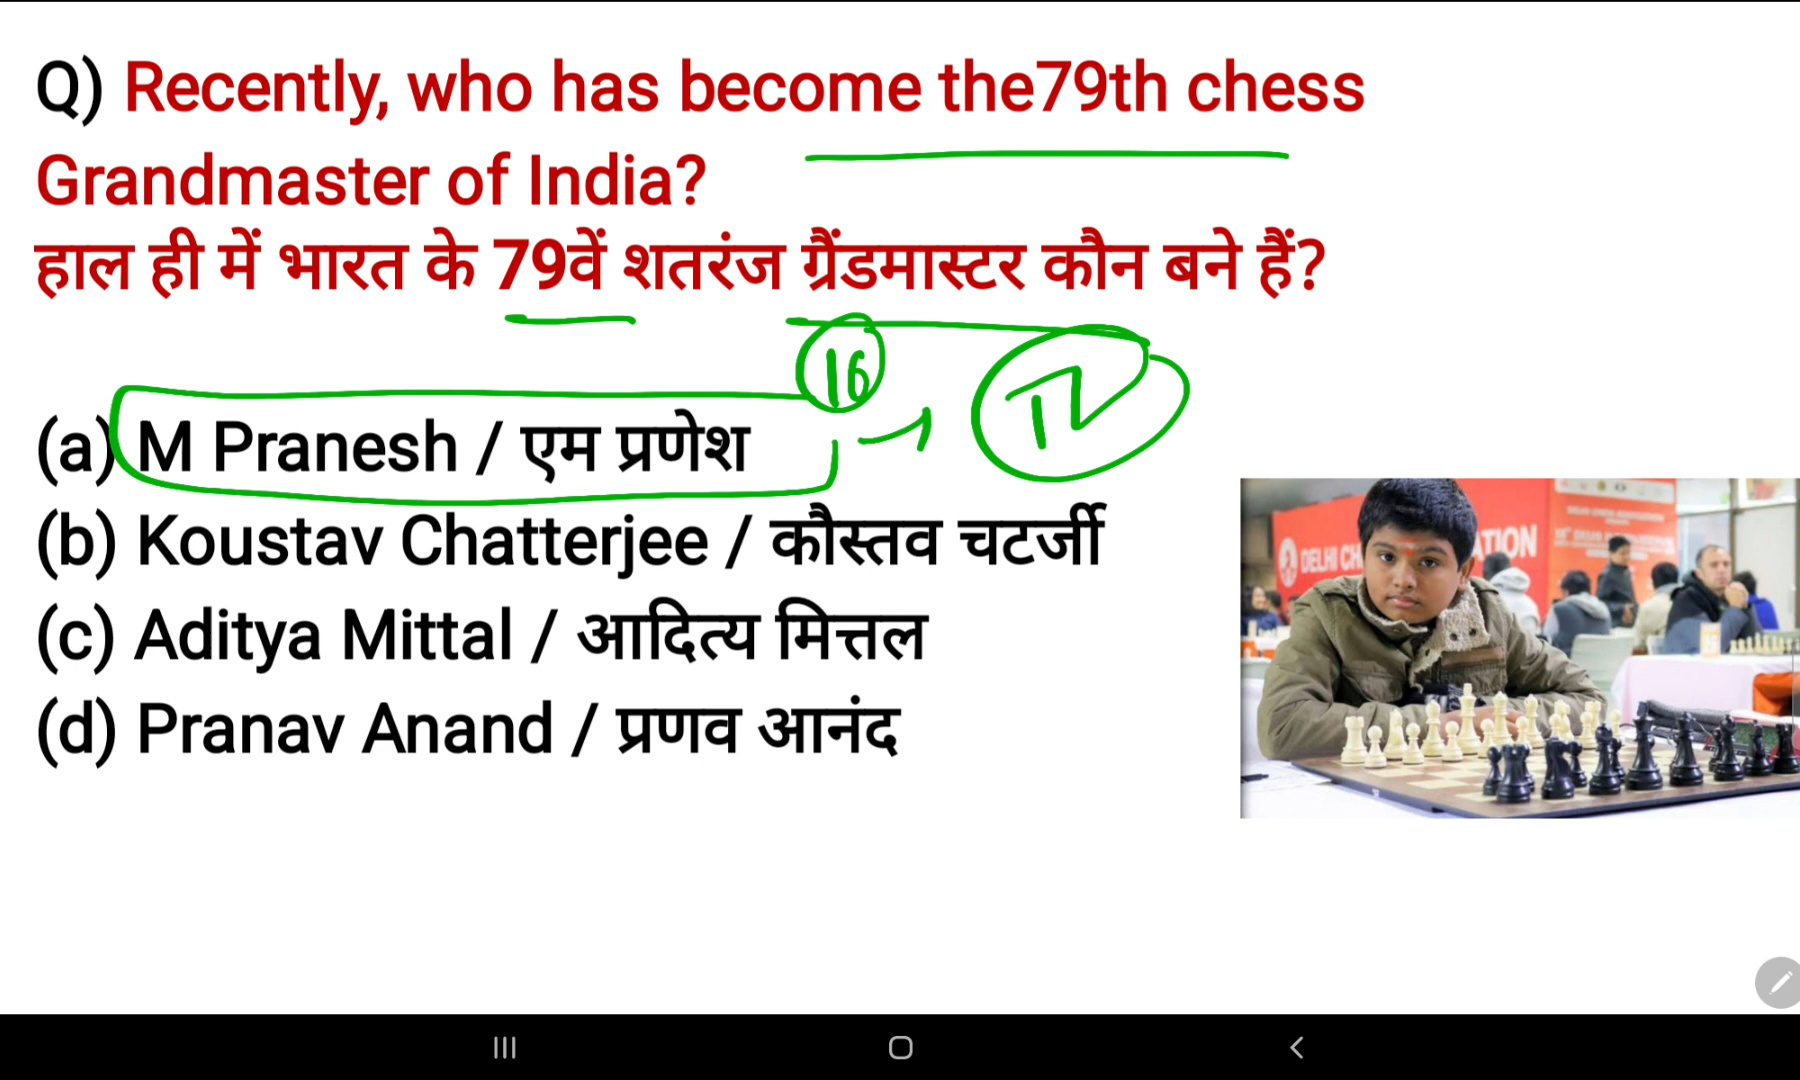 Q) Recently, who has become the79th chess
Grandmaster of India?
हाल ही में भारत के 79वें शतरंज ग्रैंडमास्टर कौन बने हैं?
16
(a) M Pranesh / एम प्रणेश
(b) Koustav Chatterjee / कौस्तव चटर्जी
(c) Aditya Mittal / आदित्य मित्तल
(d) Pranav Anand / प्रणव आनंद
DELHI CH
ATION